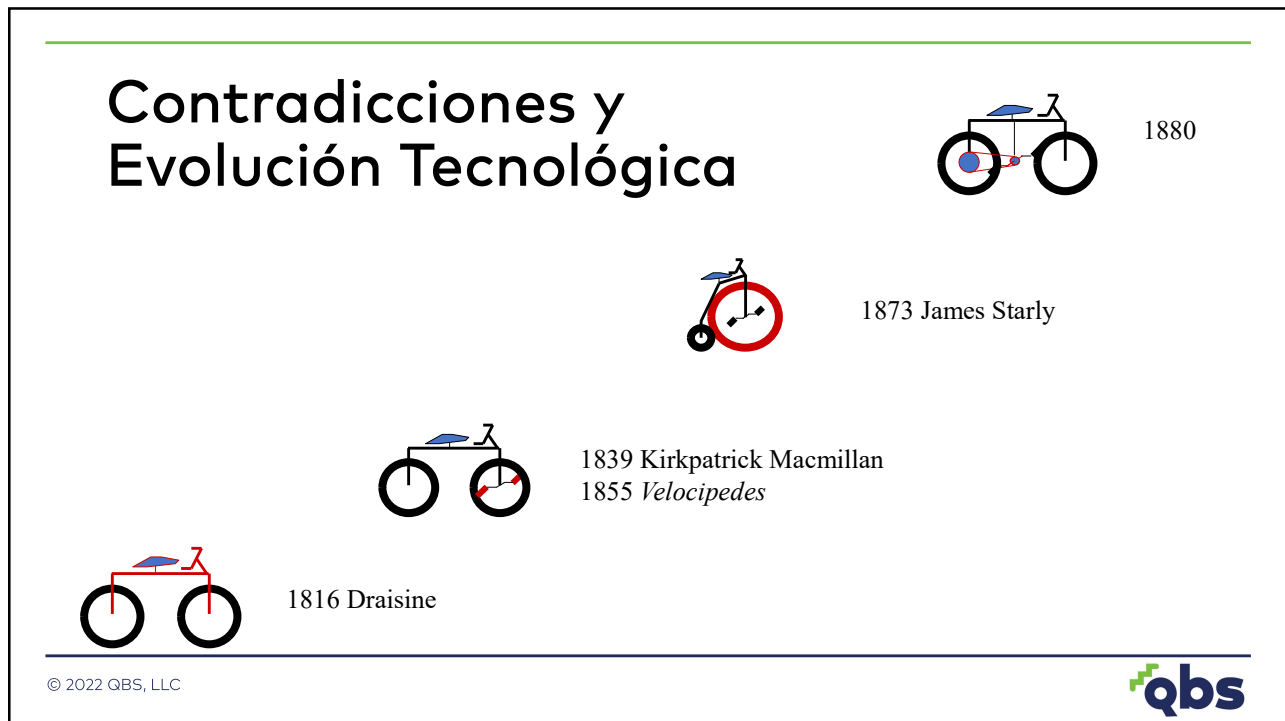 Contradicciones y
Evolución Tecnológica
1880
1873 James Starly
1839 Kirkpatrick Macmillan
1855 Velocipedes
1816 Draisine
© 2022 QBS, LLC
qbs